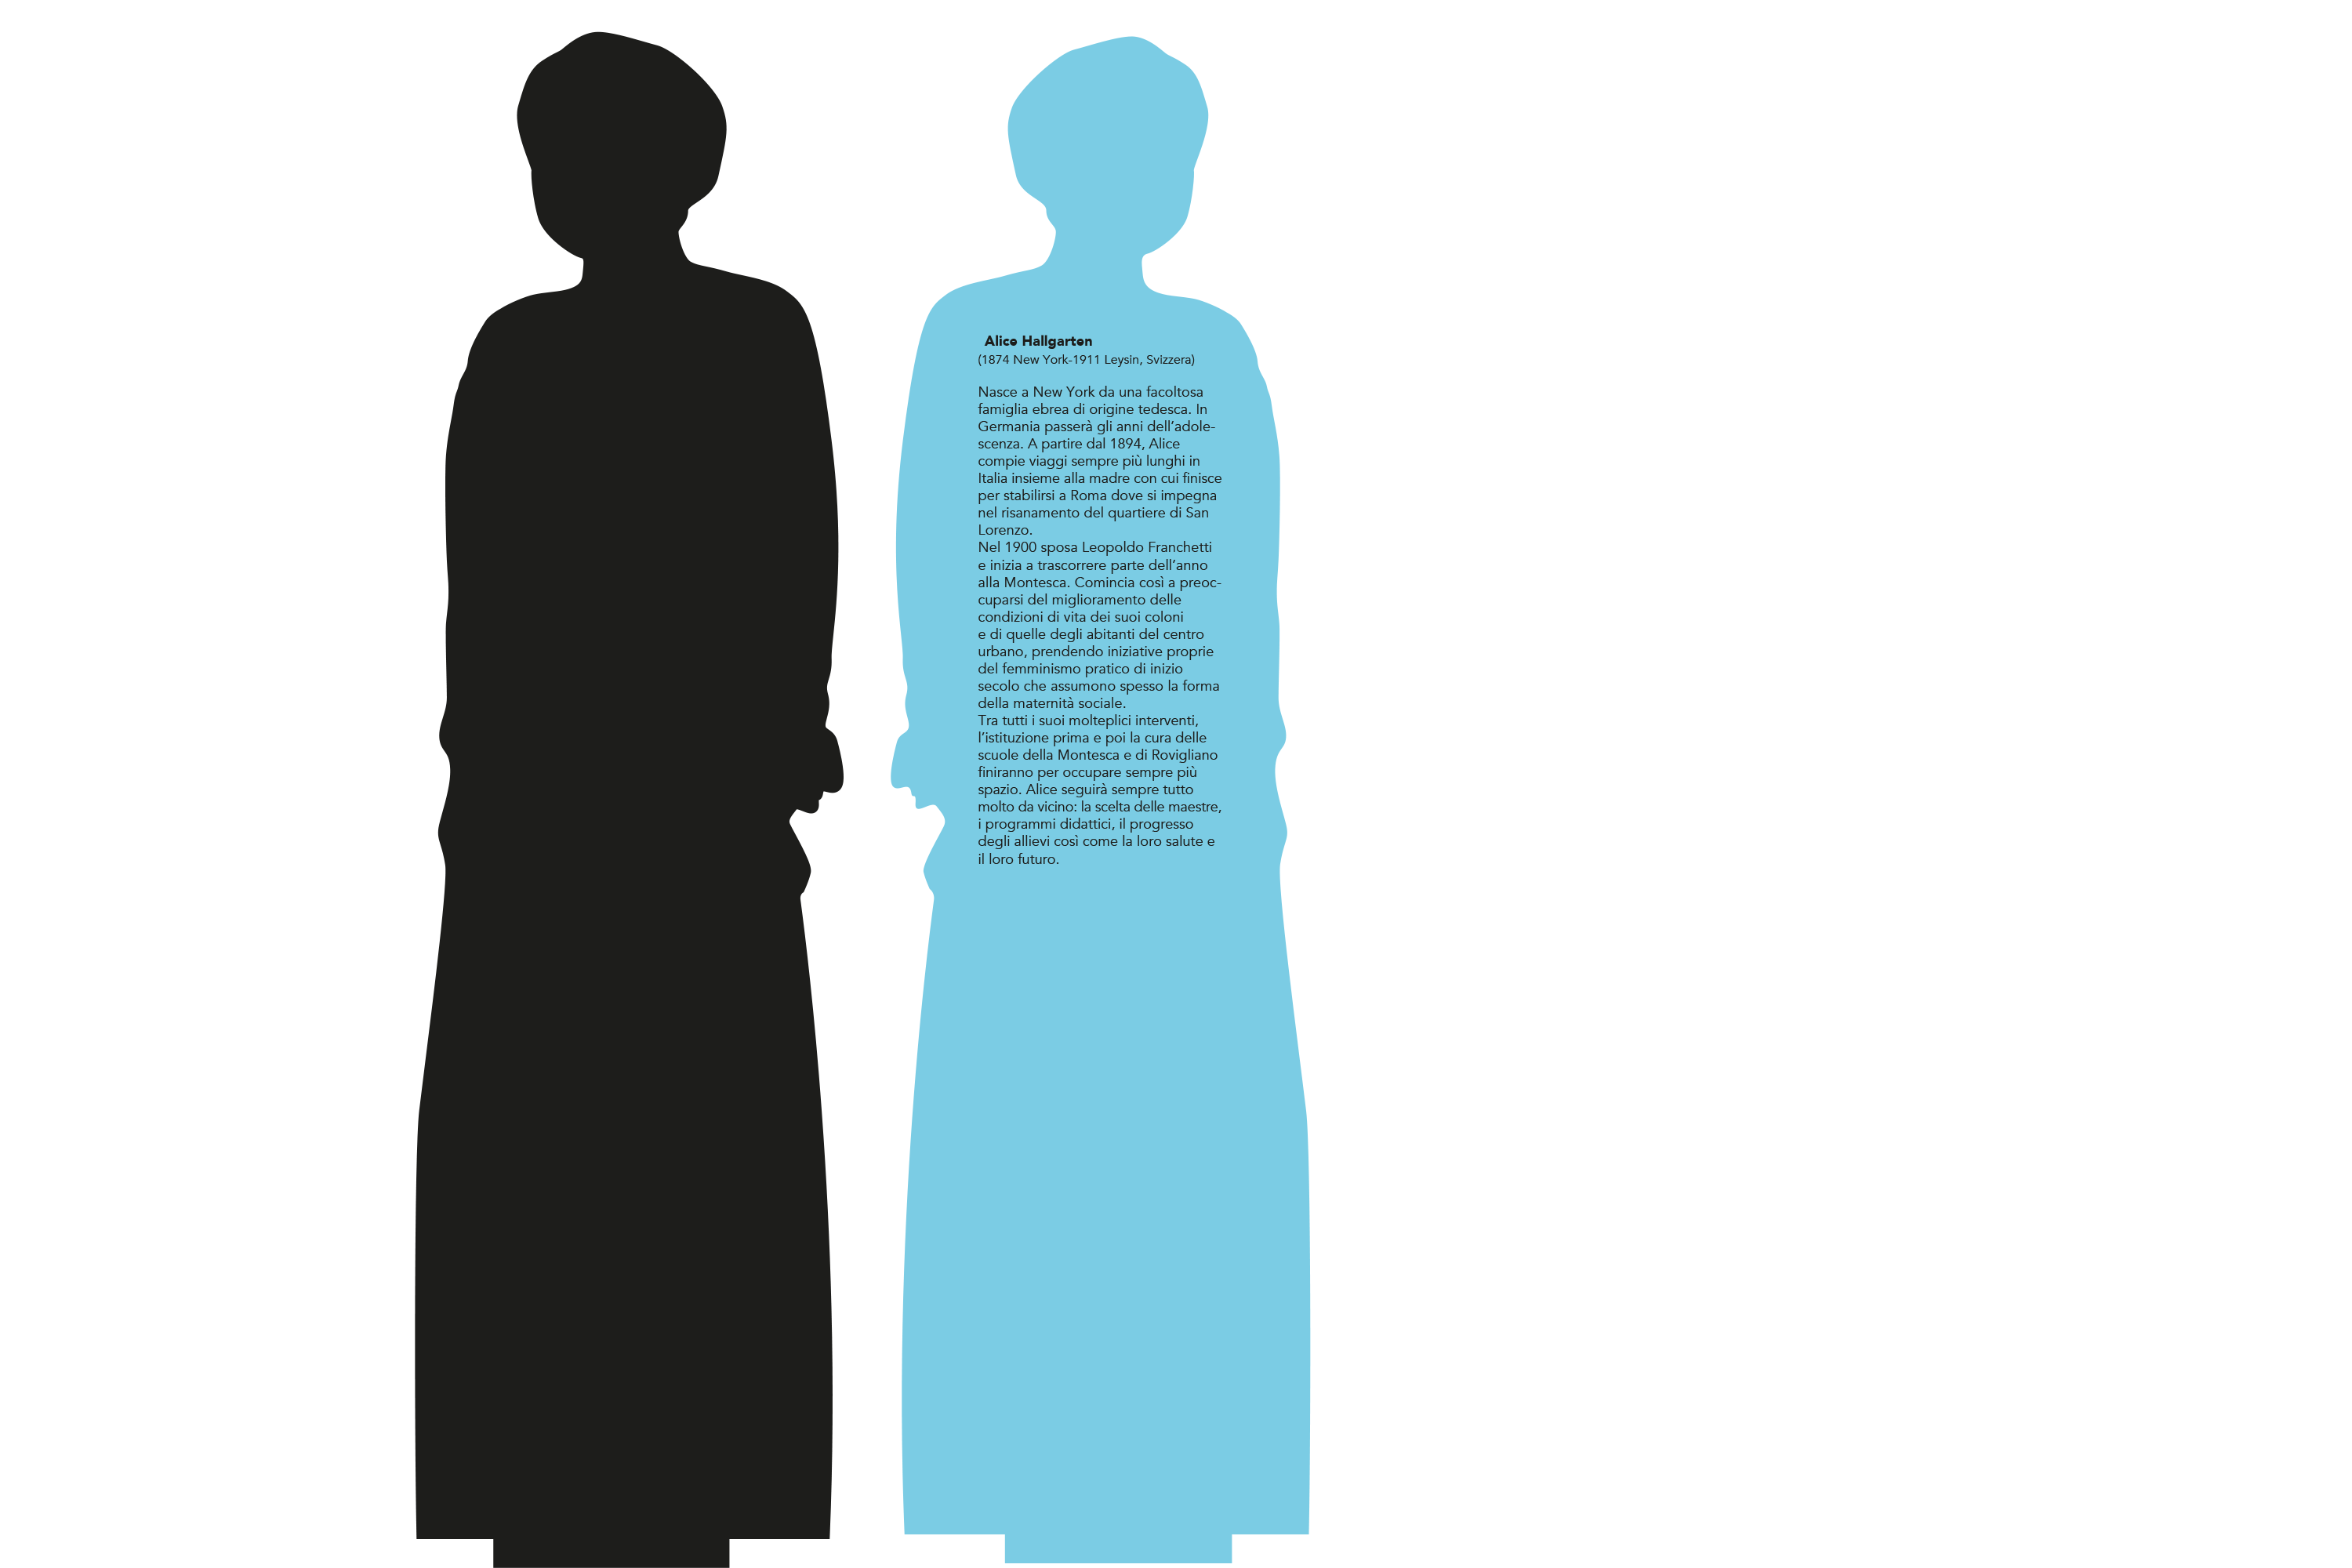 Alice Hallgarten
(1874 New York-1911 Leysin, Svizzera)
Nasce a New York da una facoltosa
famiglia ebrea di origine tedesca. In
Germania passerà gli anni dell’adole-
scenza. A partire dal 1894, Alice
compie viaggi sempre più lunghi in
Italia insieme alla madre con cui finisce
per stabilirsi a Roma dove si impegna
nel risanamento del quartiere di San
Lorenzo.
Nel 1900 sposa Leopoldo Franchetti
e inizia a trascorrere parte dell’anno
alla Montesca. Comincia così a preoc-
cuparsi del miglioramento delle
condizioni di vita dei suoi coloni
e di quelle degli abitanti del centro
urbano, prendendo iniziative proprie
del femminismo pratico di inizio
secolo che assumono spesso la forma
della maternità sociale.
Tra tutti i suoi molteplici interventi,
l’istituzione prima e poi la cura delle
scuole della Montesca e di Rovigliano
finiranno per occupare sempre più
spazio. Alice seguirà sempre tutto
molto da vicino: la scelta delle maestre,
i programmi didattici, il progresso
degli allievi così come la loro salute e
il loro futuro.